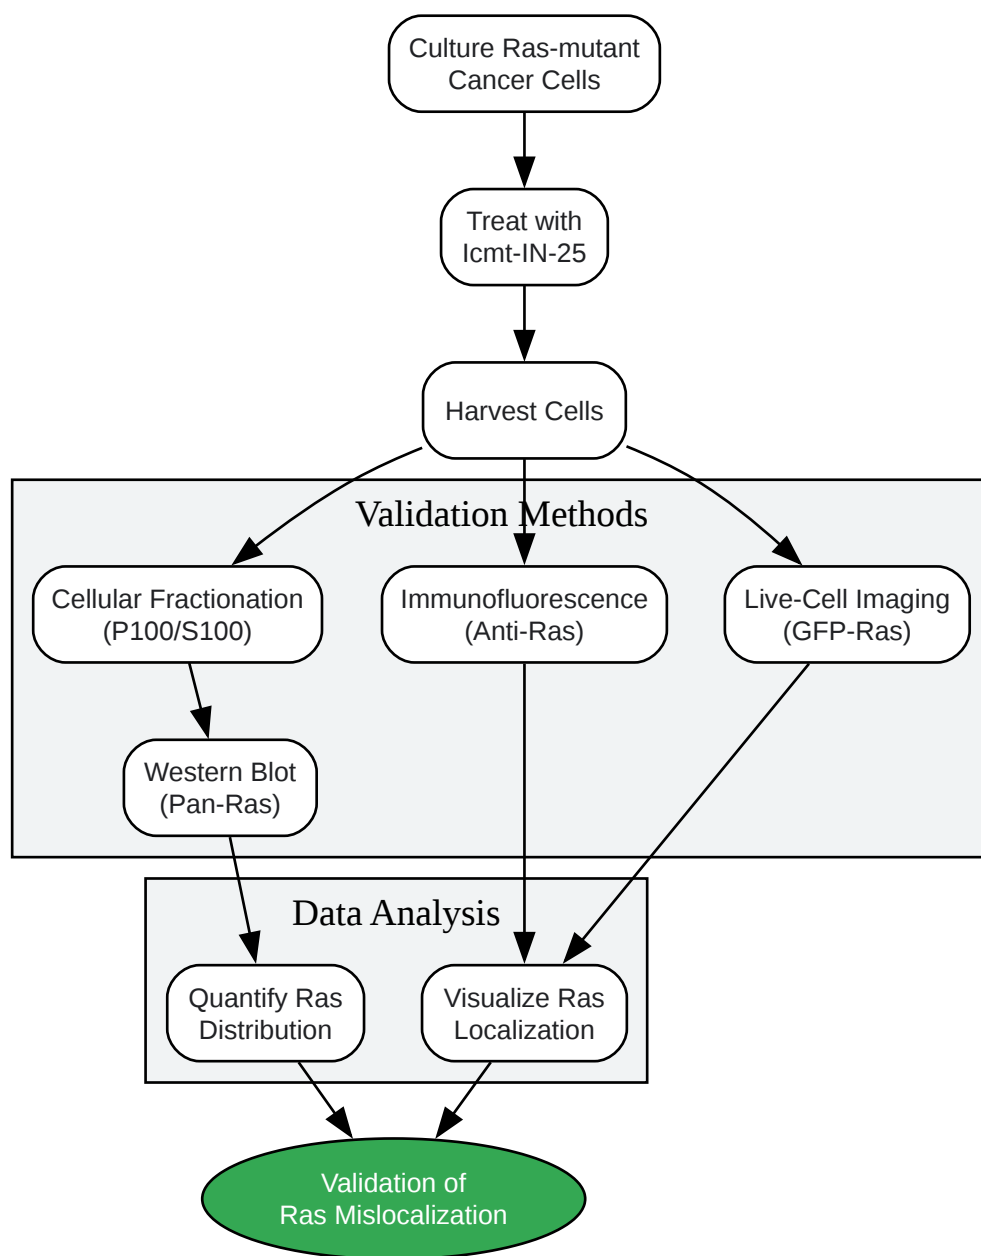 Culture Ras-mutant
Cancer Cells
Treat with
Icmt-IN-25
Harvest Cells
Validation Methods
Cellular Fractionation
(P100/S100)
Immunofluorescence
(Anti-Ras)
Live-Cell Imaging
(GFP-Ras)
Western Blot
(Pan-Ras)
Data Analysis
Quantify Ras
Distribution
Visualize Ras
Localization
Validation of
Ras Mislocalization